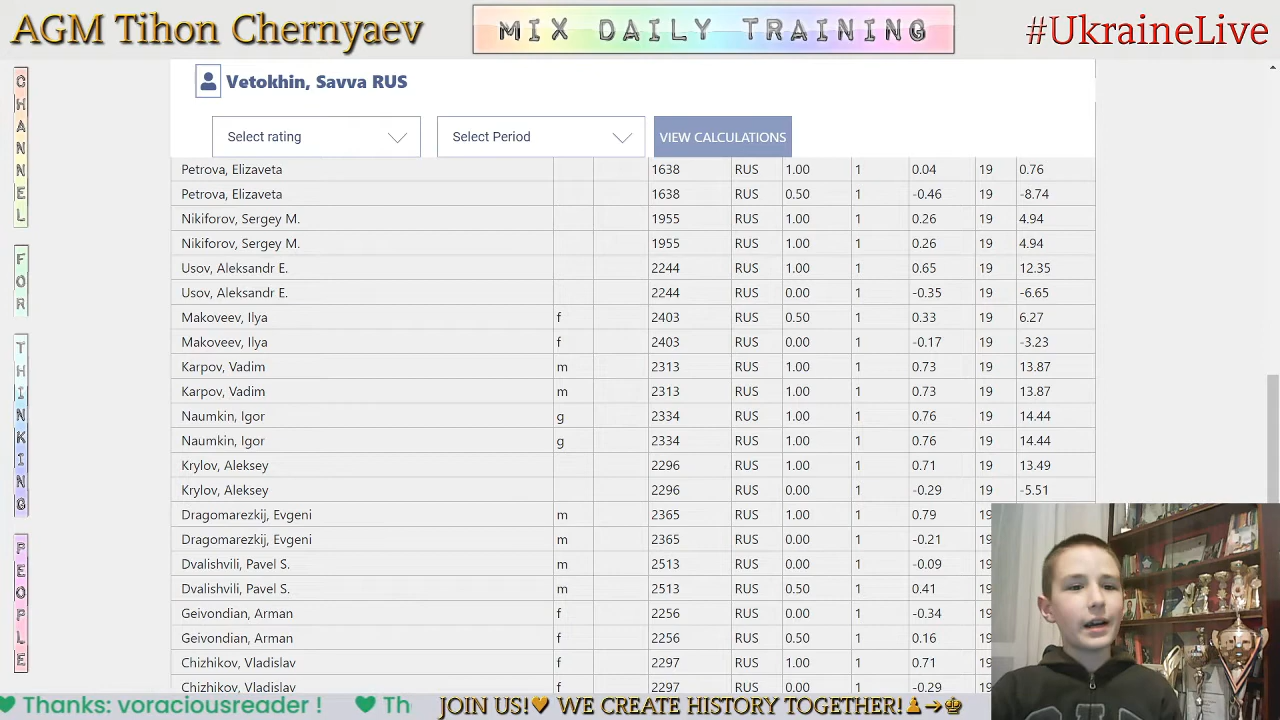 AGM Tihon Chernyaev
MIX DAILY TRAINING
#UkraineLive
CHANNEL FOR THINKING PEOPLE
Vetokhin, Savva RUS
Select rating
Select Period
VIEW CALCULATIONS
Petrova, Elizaveta 1638 RUS 1.00 1 0.04 19 0.76
Petrova, Elizaveta 1638 RUS 0.50 1 -0.46 19 -8.74
Nikiforov, Sergey M. 1955 RUS 1.00 1 0.26 19 4.94
Nikiforov, Sergey M. 1955 RUS 1.00 1 0.26 19 4.94
Usov, Aleksandr E. 2244 RUS 1.00 1 0.65 19 12.35
Usov, Aleksandr E. 2244 RUS 0.00 1 -0.35 19 -6.65
Makoveev, Ilya f 2403 RUS 0.50 1 0.33 19 6.27
Makoveev, Ilya f 2403 RUS 0.00 1 -0.17 19 -3.23
Karpov, Vadim m 2313 RUS 1.00 1 0.73 19 13.87
Karpov, Vadim m 2313 RUS 1.00 1 0.73 19 13.87
Naumkin, Igor g 2334 RUS 1.00 1 0.76 19 14.44
Naumkin, Igor g 2334 RUS 1.00 1 0.76 19 14.44
Krylov, Aleksey 2296 RUS 1.00 1 0.71 19 13.49
Krylov, Aleksey 2296 RUS 0.00 1 -0.29 19 -5.51
Dragomarezkij, Evgeni m 2365 RUS 1.00 1 0.79 19
Dragomarezkij, Evgeni m 2365 RUS 0.00 1 -0.21 19
Dvalishvili, Pavel S. m 2513 RUS 0.00 1 -0.09 19
Dvalishvili, Pavel S. m 2513 RUS 0.50 1 0.41 19
Geivondian, Arman f 2256 RUS 0.00 1 -0.34 19
Geivondian, Arman f 2256 RUS 0.50 1 0.16 19
Chizhikov, Vladislav f 2297 RUS 1.00 1 0.71 19
Chizhikov, Vladislav f 2297 RUS 0.00 1 -0.29 19
Thanks: voraciousreader ! Th
JOIN US! WE CREATE HISTORY TOGETHER!